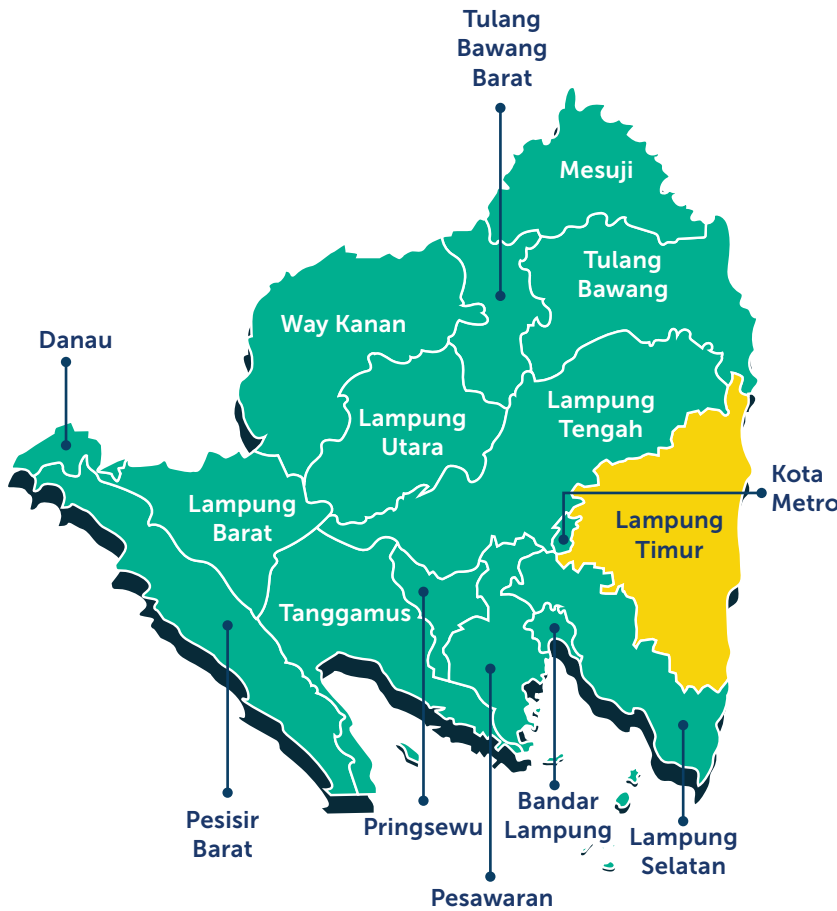 Tulang
Bawang
Barat
Mesuji
Tulang
Bawang
Way Kanan
Danau
Lampung
Utara
Lampung
Tengah
Kota
Metro
Lampung
Barat
Lampung
Timur
Tanggamus
Pesisir
Barat
Pringsewu
Bandar
Lampung
Lampung
Selatan
Pesawaran